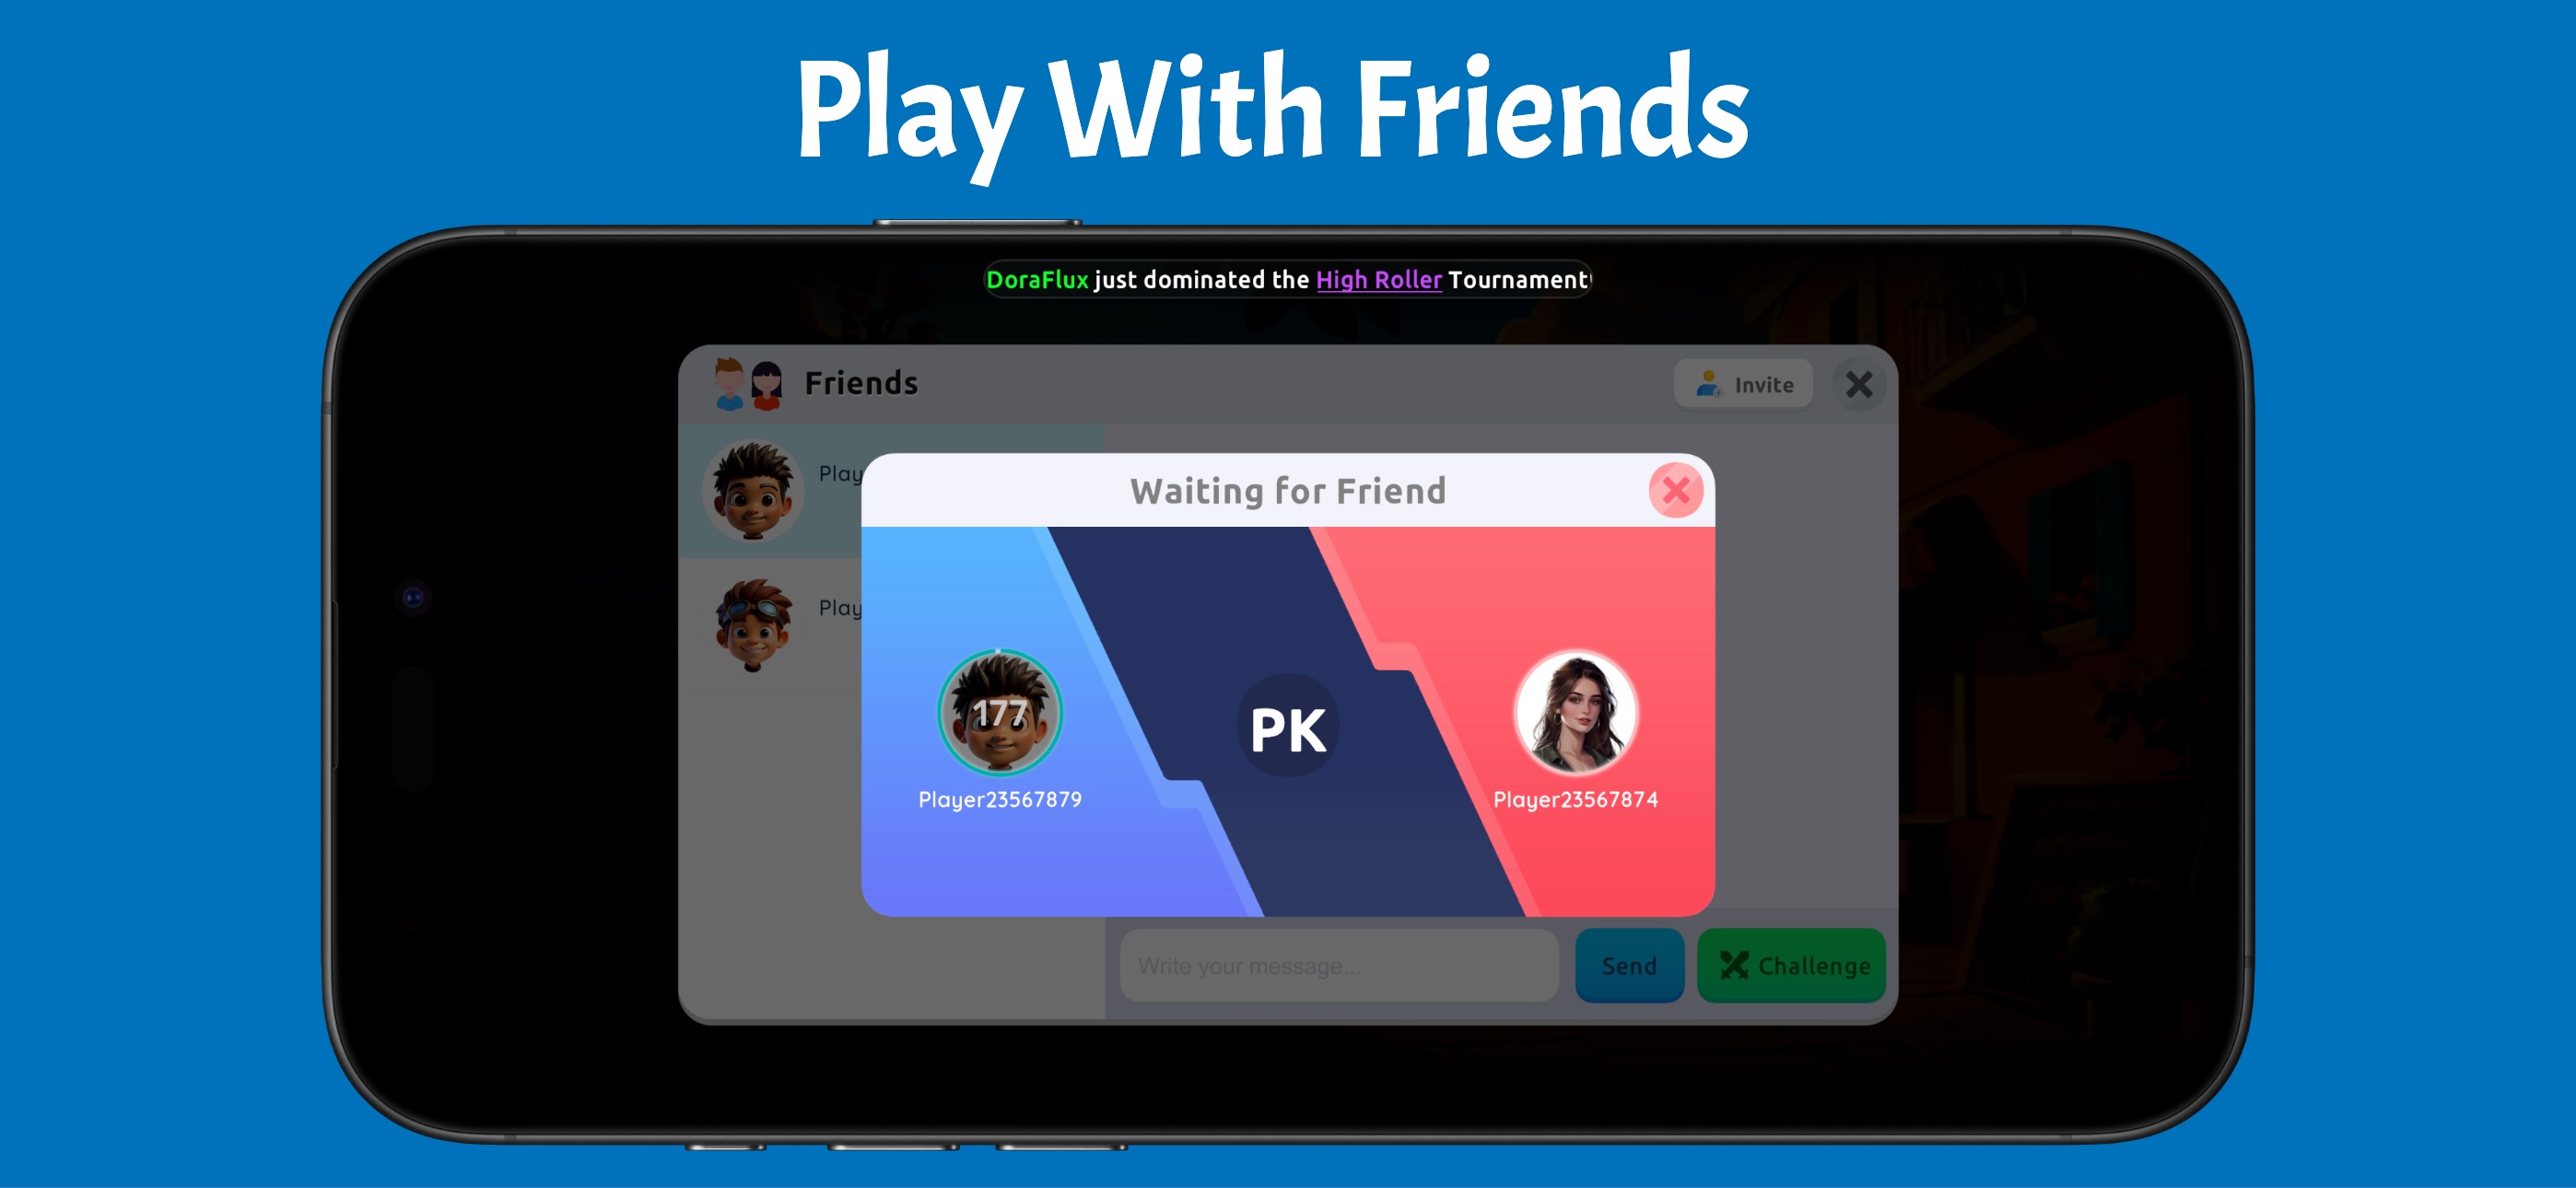 Play With Friends
DoraFlux just dominated the High Roller Tournament
Friends
Invite
Play
Waiting for Friend
Play
177
PK
Player23567879
Player23567874
Write your message...
Send
Challenge